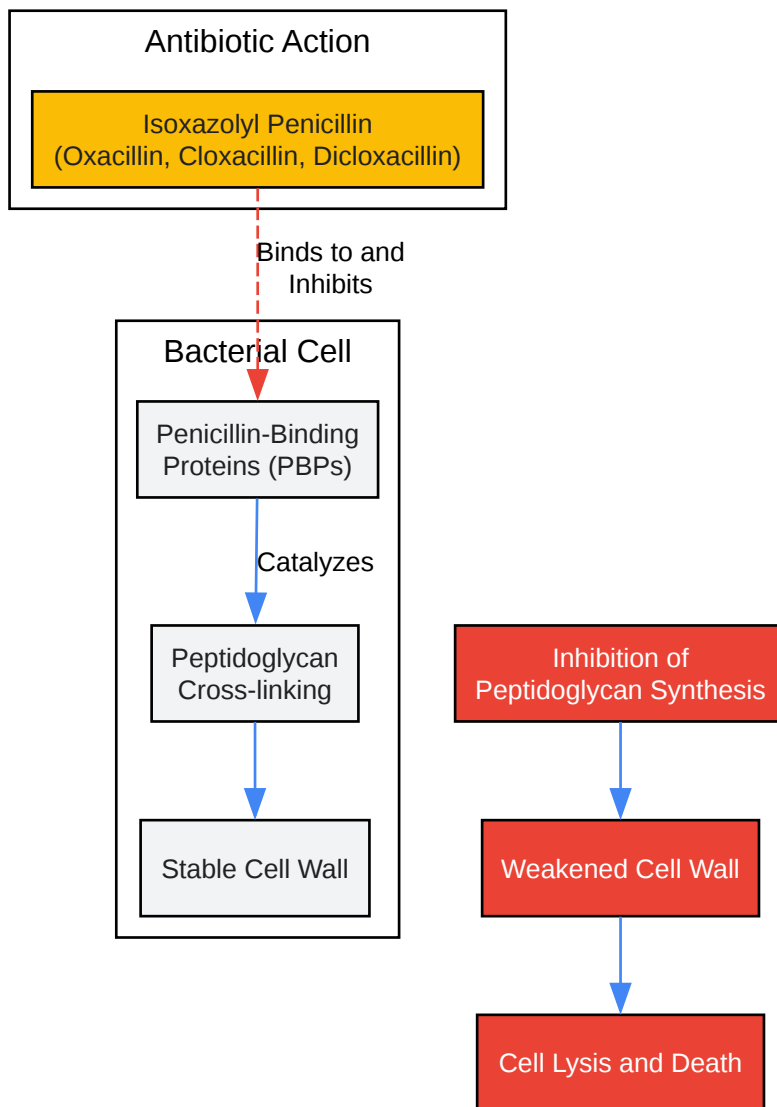 Antibiotic Action
Isoxazolyl Penicillin
(Oxacillin, Cloxacillin, Dicloxacillin)
Binds to and
Inhibits
Bacterial Cell
Penicillin-Binding
Proteins (PBPs)
Catalyzes
Peptidoglycan
Cross-linking
Stable Cell Wall
Inhibition of
Peptidoglycan Synthesis
Weakened Cell Wall
Cell Lysis and Death